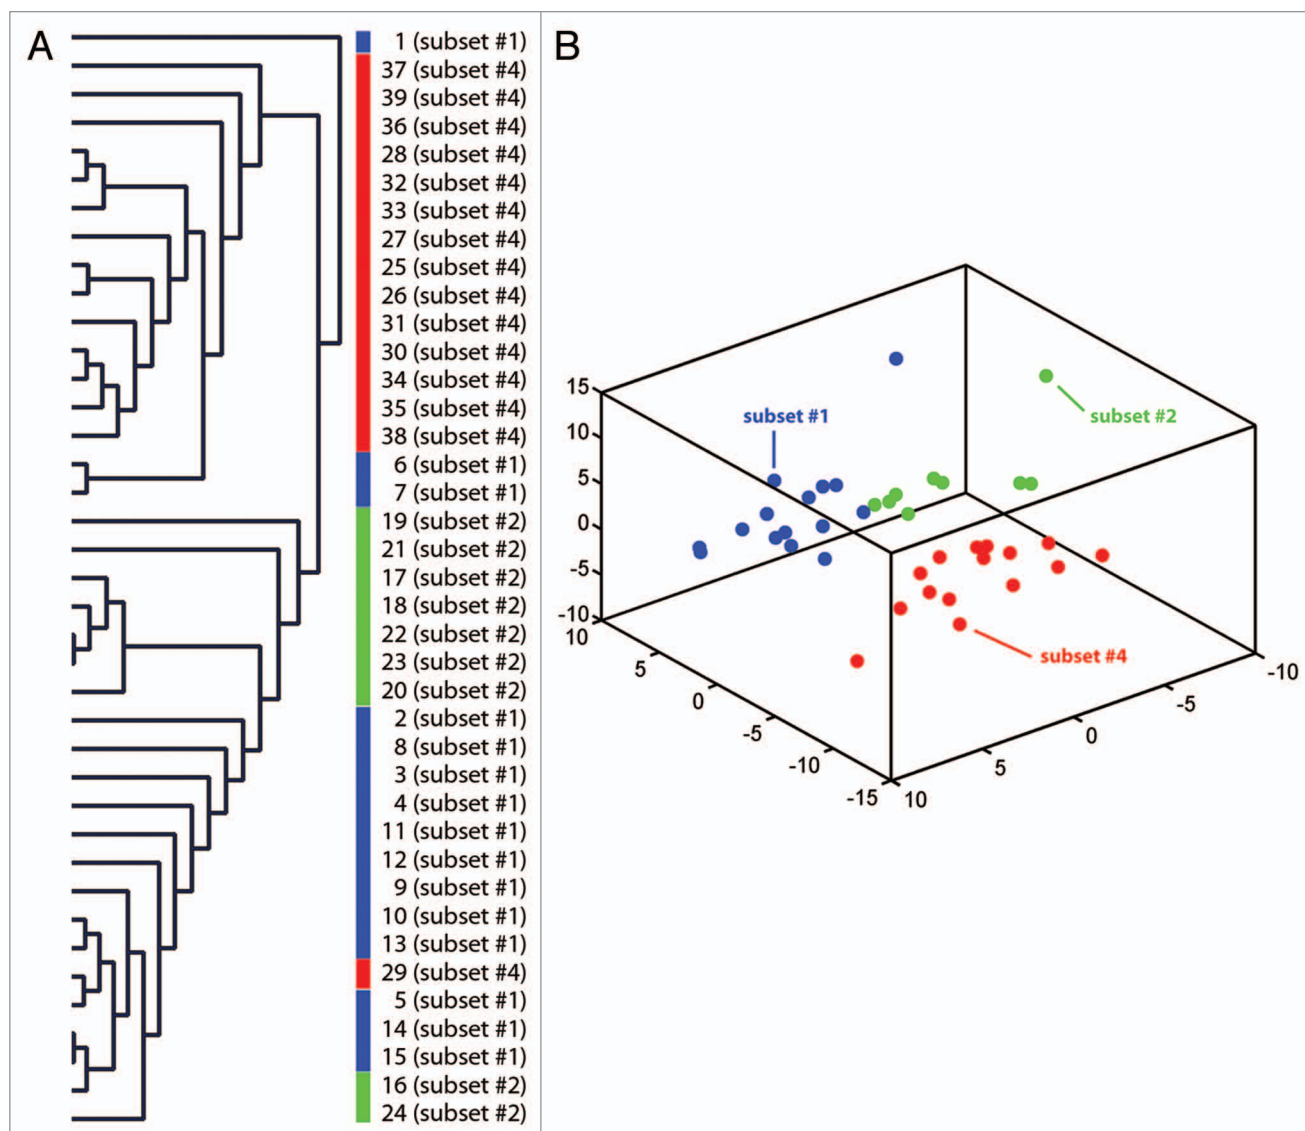 A
1 (subset #1)
37 (subset #4)
39 (subset #4)
36 (subset #4)
28 (subset #4)
32 (subset #4)
33 (subset #4)
27 (subset #4)
25 (subset #4)
26 (subset #4)
31 (subset #4)
30 (subset #4)
34 (subset #4)
35 (subset #4)
38 (subset #4)
6 (subset #1)
7 (subset #1)
19 (subset #2)
21 (subset #2)
17 (subset #2)
18 (subset #2)
22 (subset #2)
23 (subset #2)
20 (subset #2)
2 (subset #1)
8 (subset #1)
3 (subset #1)
4 (subset #1)
11 (subset #1)
12 (subset #1)
9 (subset #1)
10 (subset #1)
13 (subset #1)
29 (subset #4)
5 (subset #1)
14 (subset #1)
15 (subset #1)
16 (subset #2)
24 (subset #2)
B
subset #1
subset #2
subset #4
15
10
5
0
-5
-10
10
5
0
-5
-10
-15
10
5
0
-5
-10